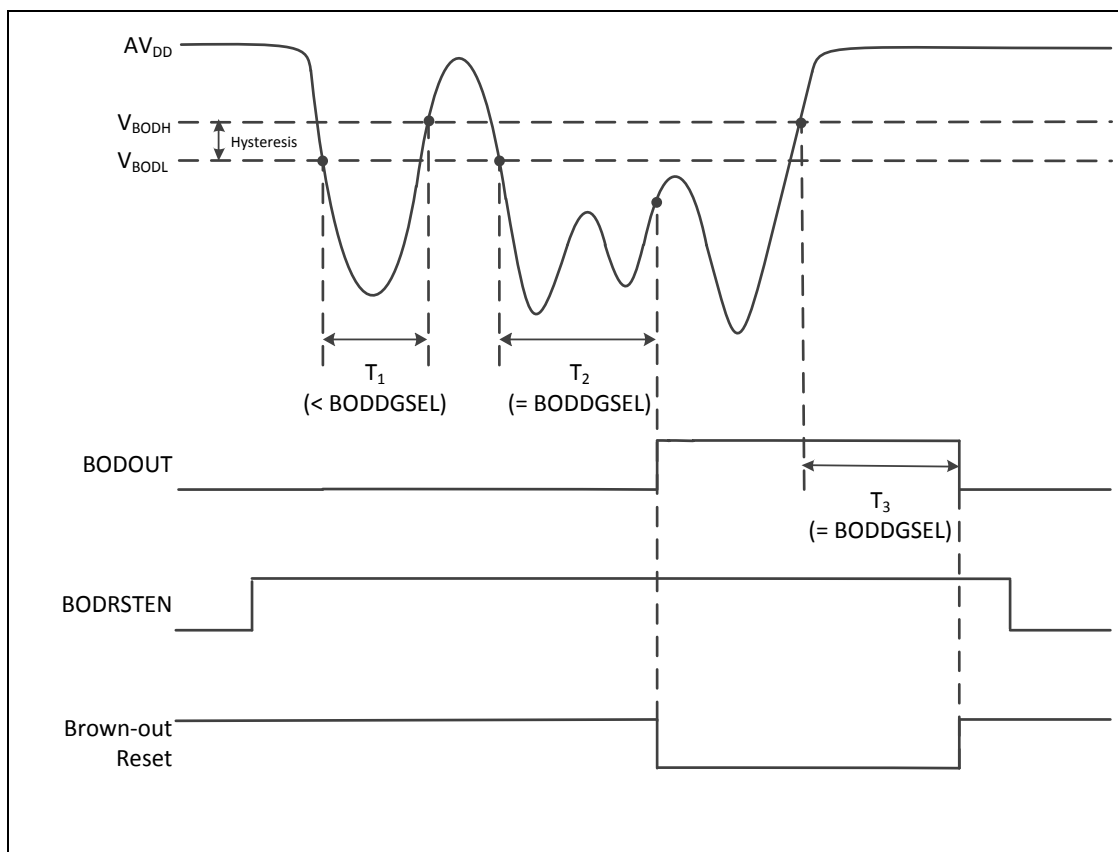 AVDD
VBODH
Hysteresis
VBODL
T1
(< BODDGSEL)
T2
(= BODDGSEL)
BODOUT
T3
(= BODDGSEL)
BODRSTEN
Brown-out
Reset